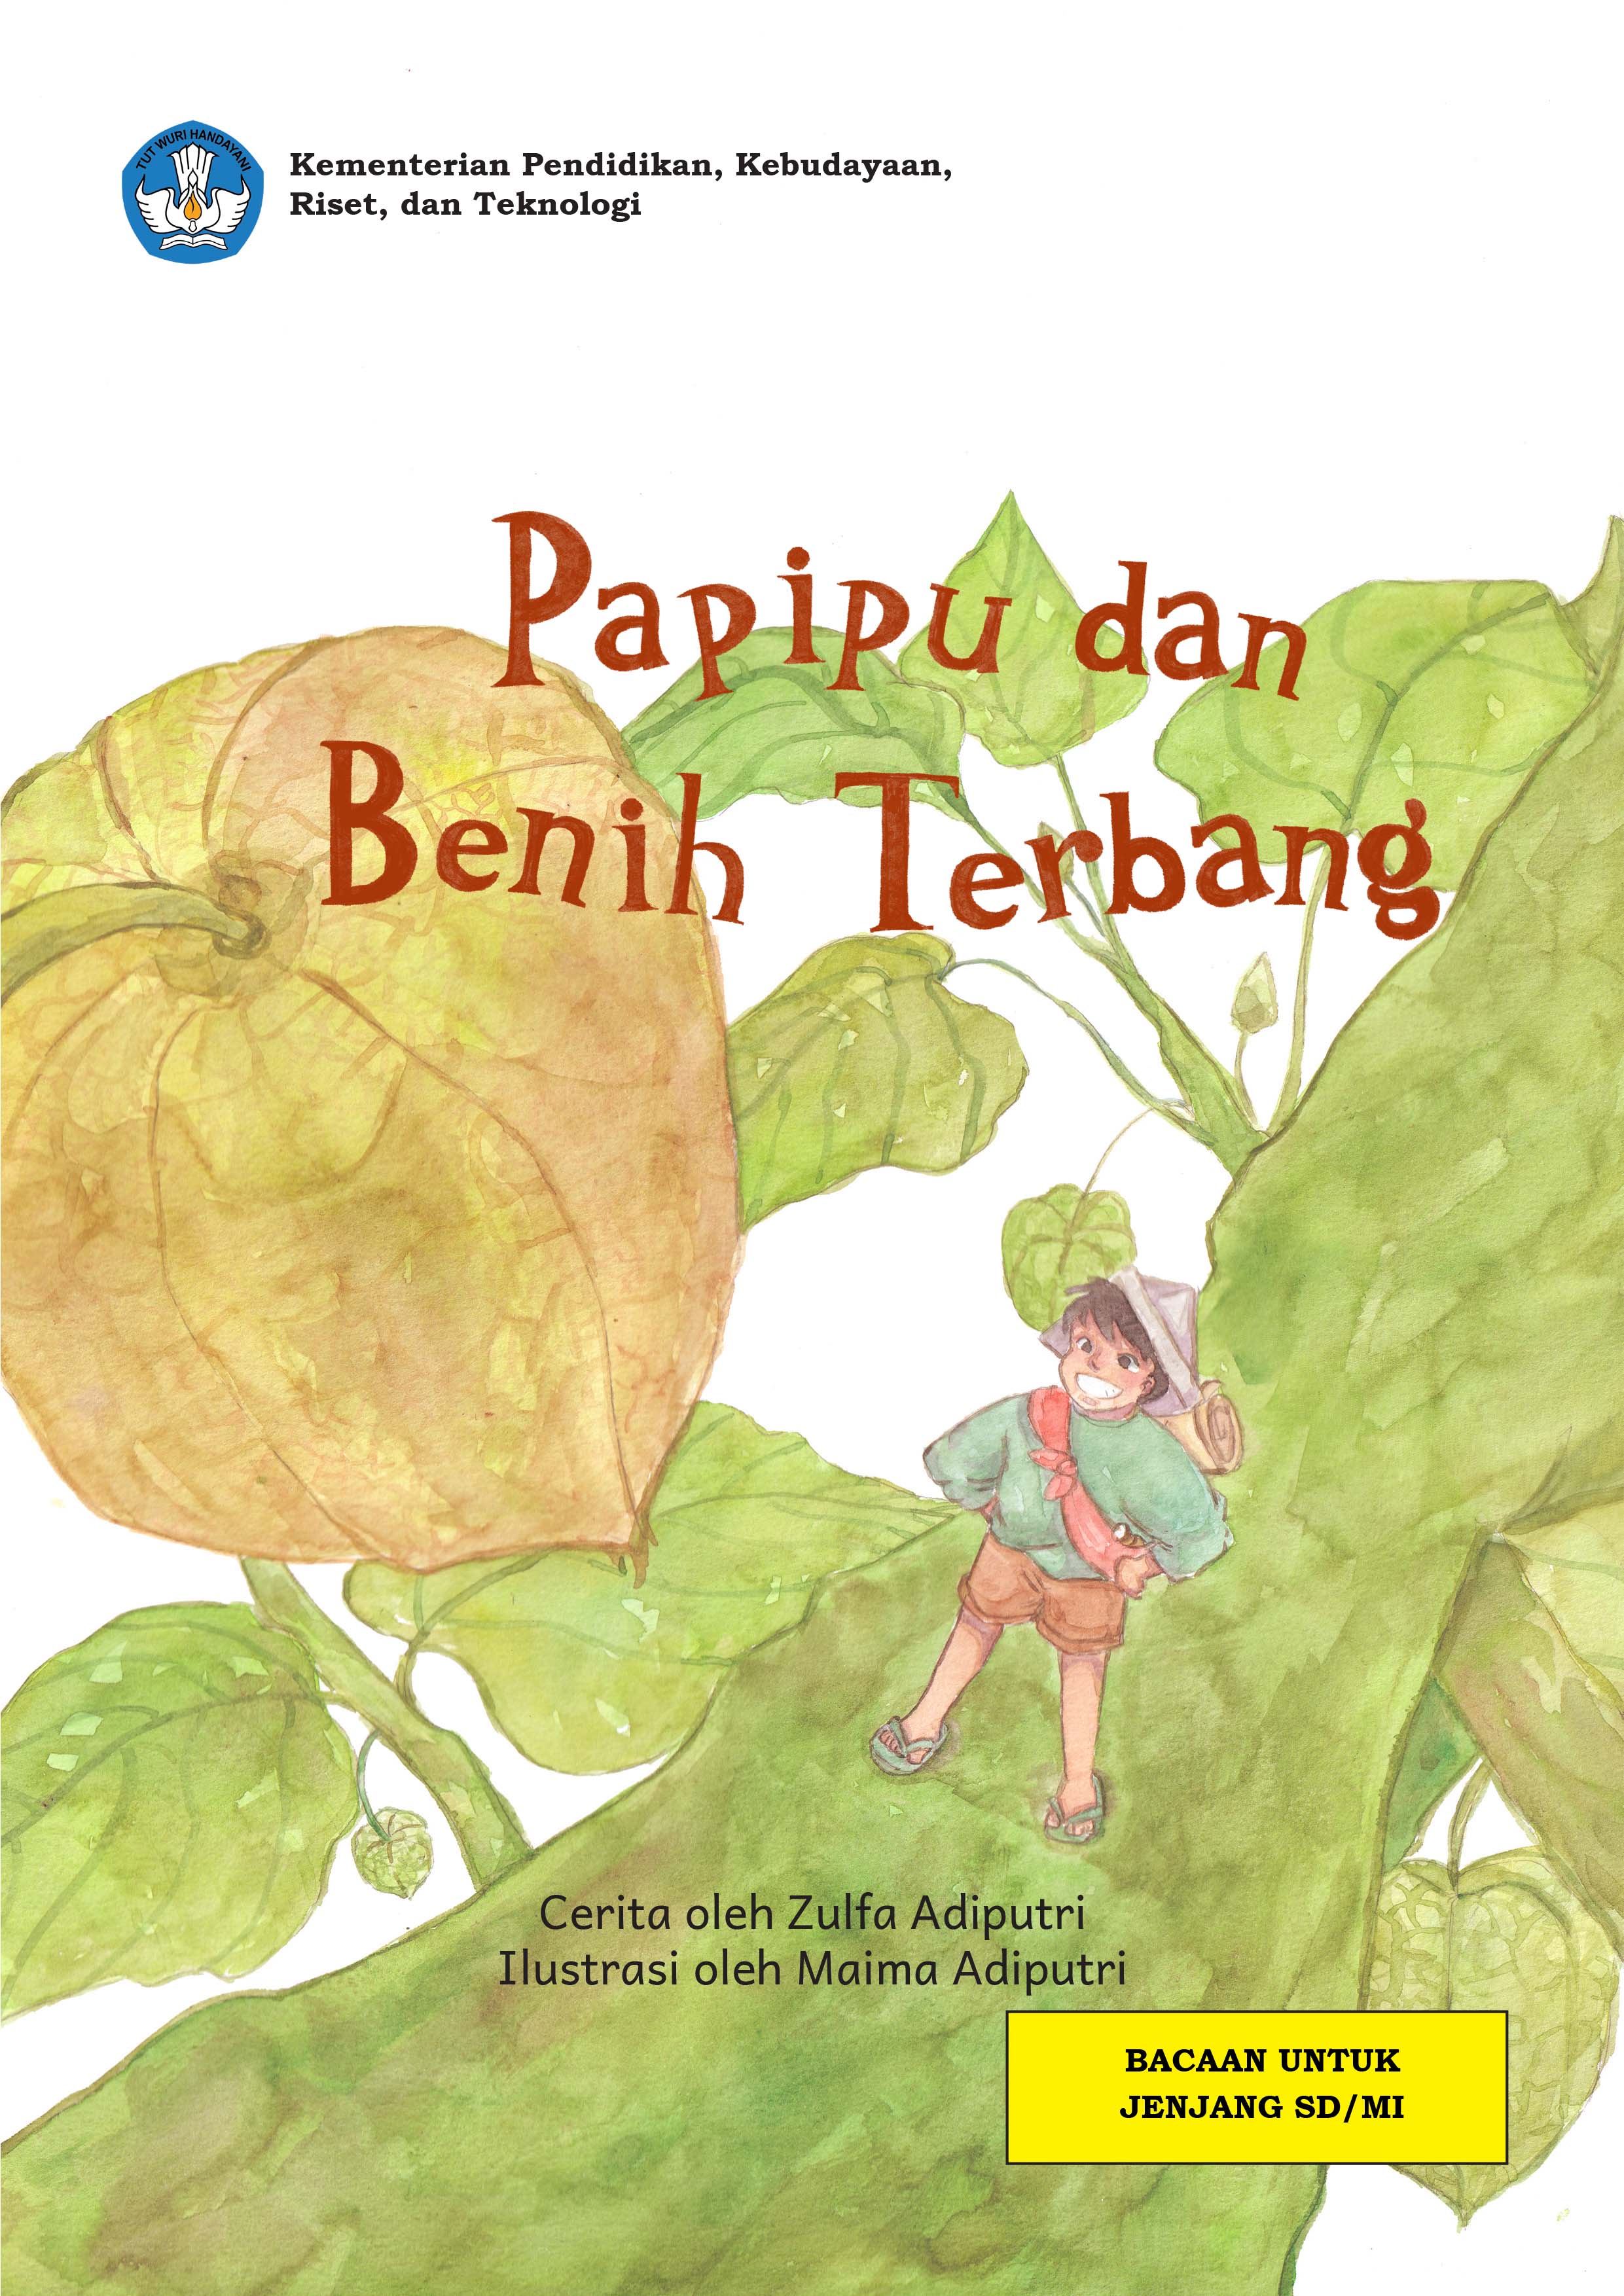 TUT WURI HANDAYANI
Kementerian Pendidikan, Kebudayaan,
Riset, dan Teknologi
Papipu dan
Benih Terbang
Cerita oleh Zulfa Adiputri
Ilustrasi oleh Maima Adiputri
BACAAN UNTUK
JENJANG SD/MI